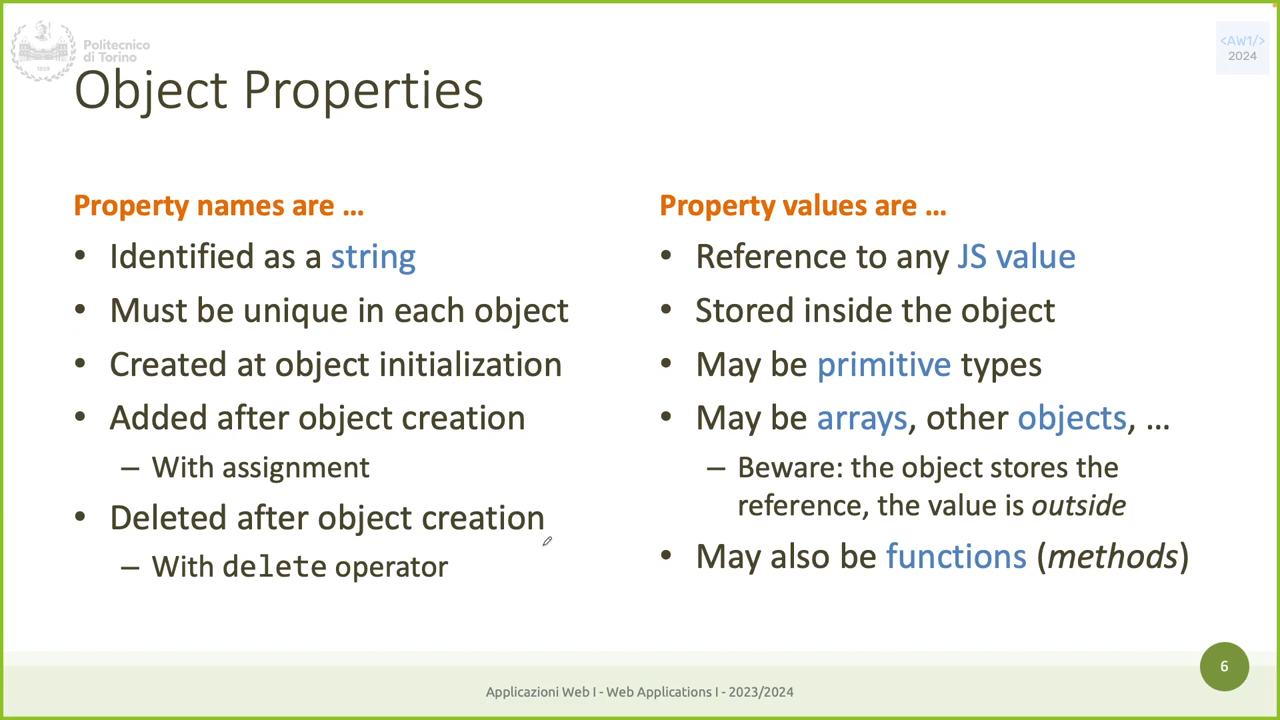 Politecnico
di Torino
1859
<AW1/>
2024
Object Properties
Property names are …
• Identified as a string
• Must be unique in each object
• Created at object initialization
• Added after object creation
– With assignment
• Deleted after object creation
– With delete operator
Property values are …
• Reference to any JS value
• Stored inside the object
• May be primitive types
• May be arrays, other objects, …
– Beware: the object stores the
reference, the value is outside
• May also be functions (methods)
6
Applicazioni Web I - Web Applications I - 2023/2024